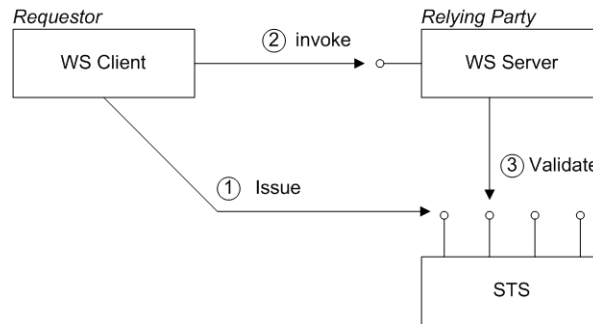 Requestor
Relying Party
WS Client
2 invoke
WS Server
3 Validate
1 Issue
STS